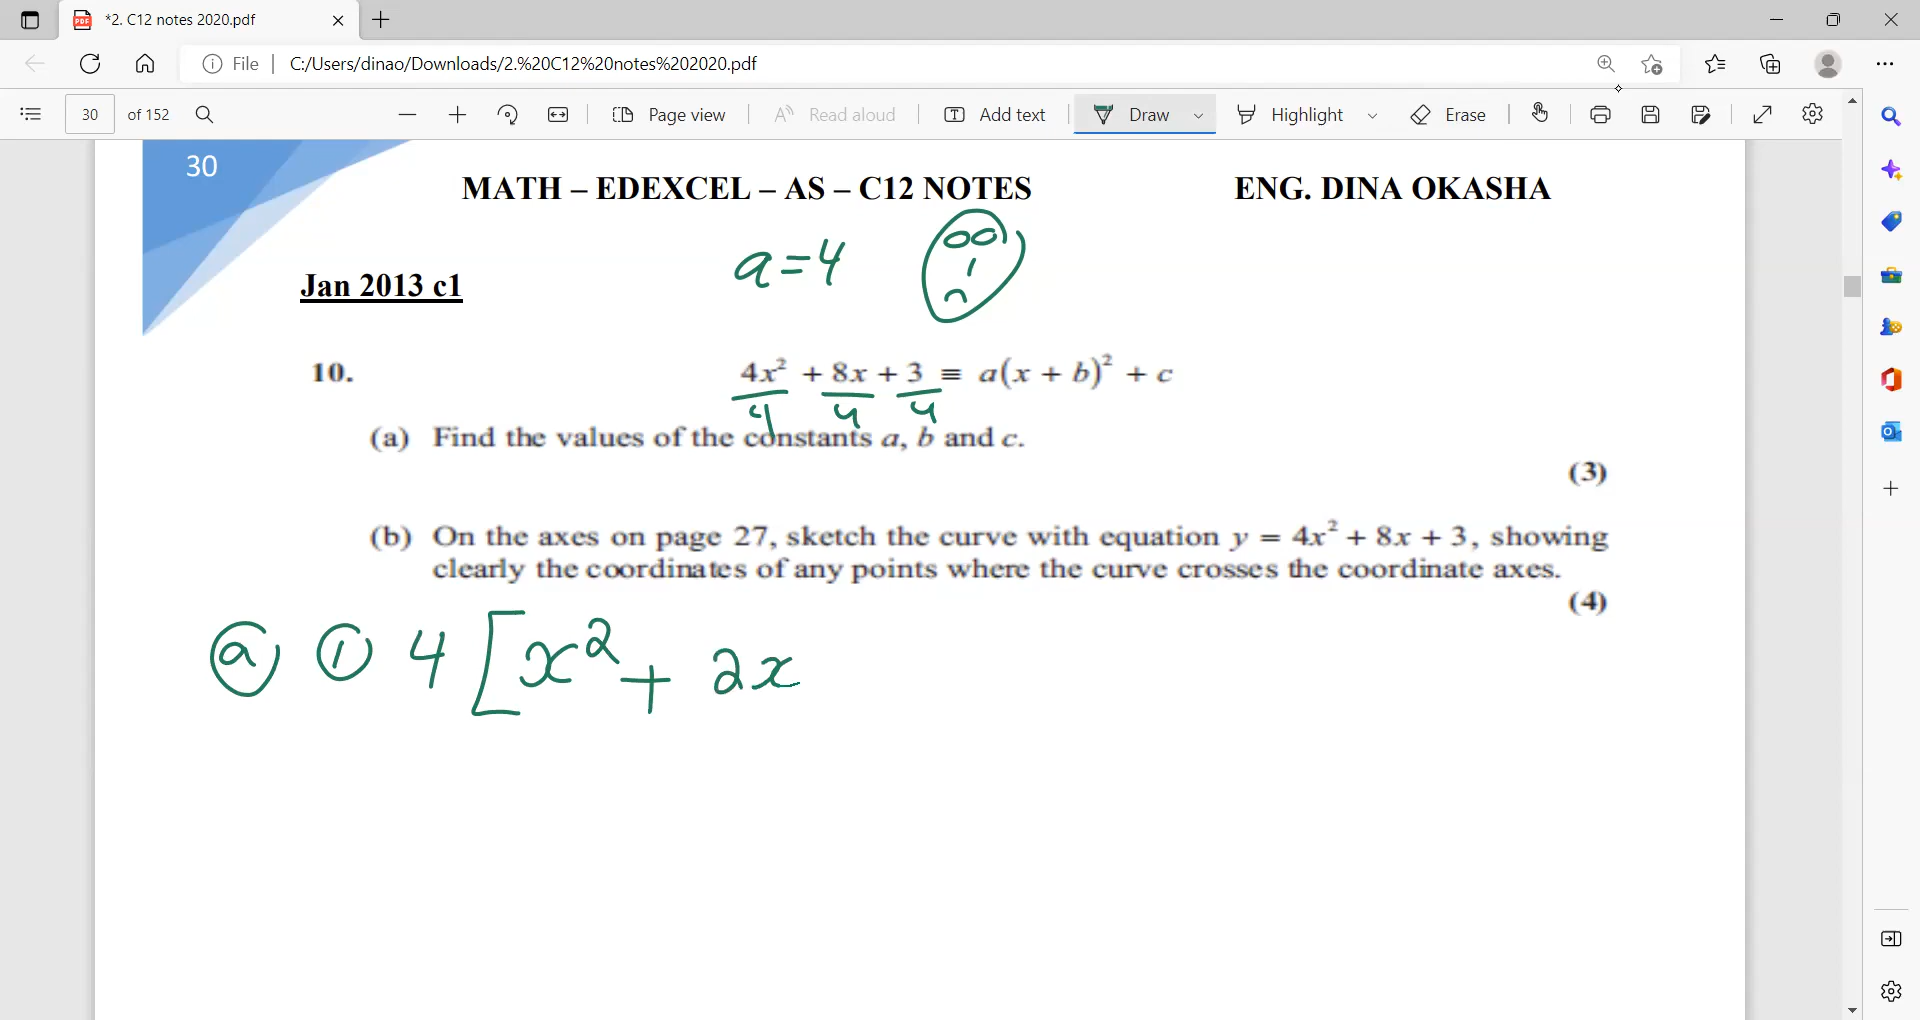 *2. C12 notes 2020.pdf
File | C:/Users/dinao/Downloads/2.%20C12%20notes%202020.pdf
30 of 152 Page view Read aloud Add text Draw Highlight Erase
30
MATH – EDEXCEL – AS – C12 NOTES ENG. DINA OKASHA
a=4
Jan 2013 c1
10. 4x² + 8x + 3 ≡ a(x + b)² + c
4 4 4
(a) Find the values of the constants a, b and c.
(3)
(b) On the axes on page 27, sketch the curve with equation y = 4x² + 8x + 3, showing
clearly the coordinates of any points where the curve crosses the coordinate axes.
(4)
a ① 4 [x² + 2x